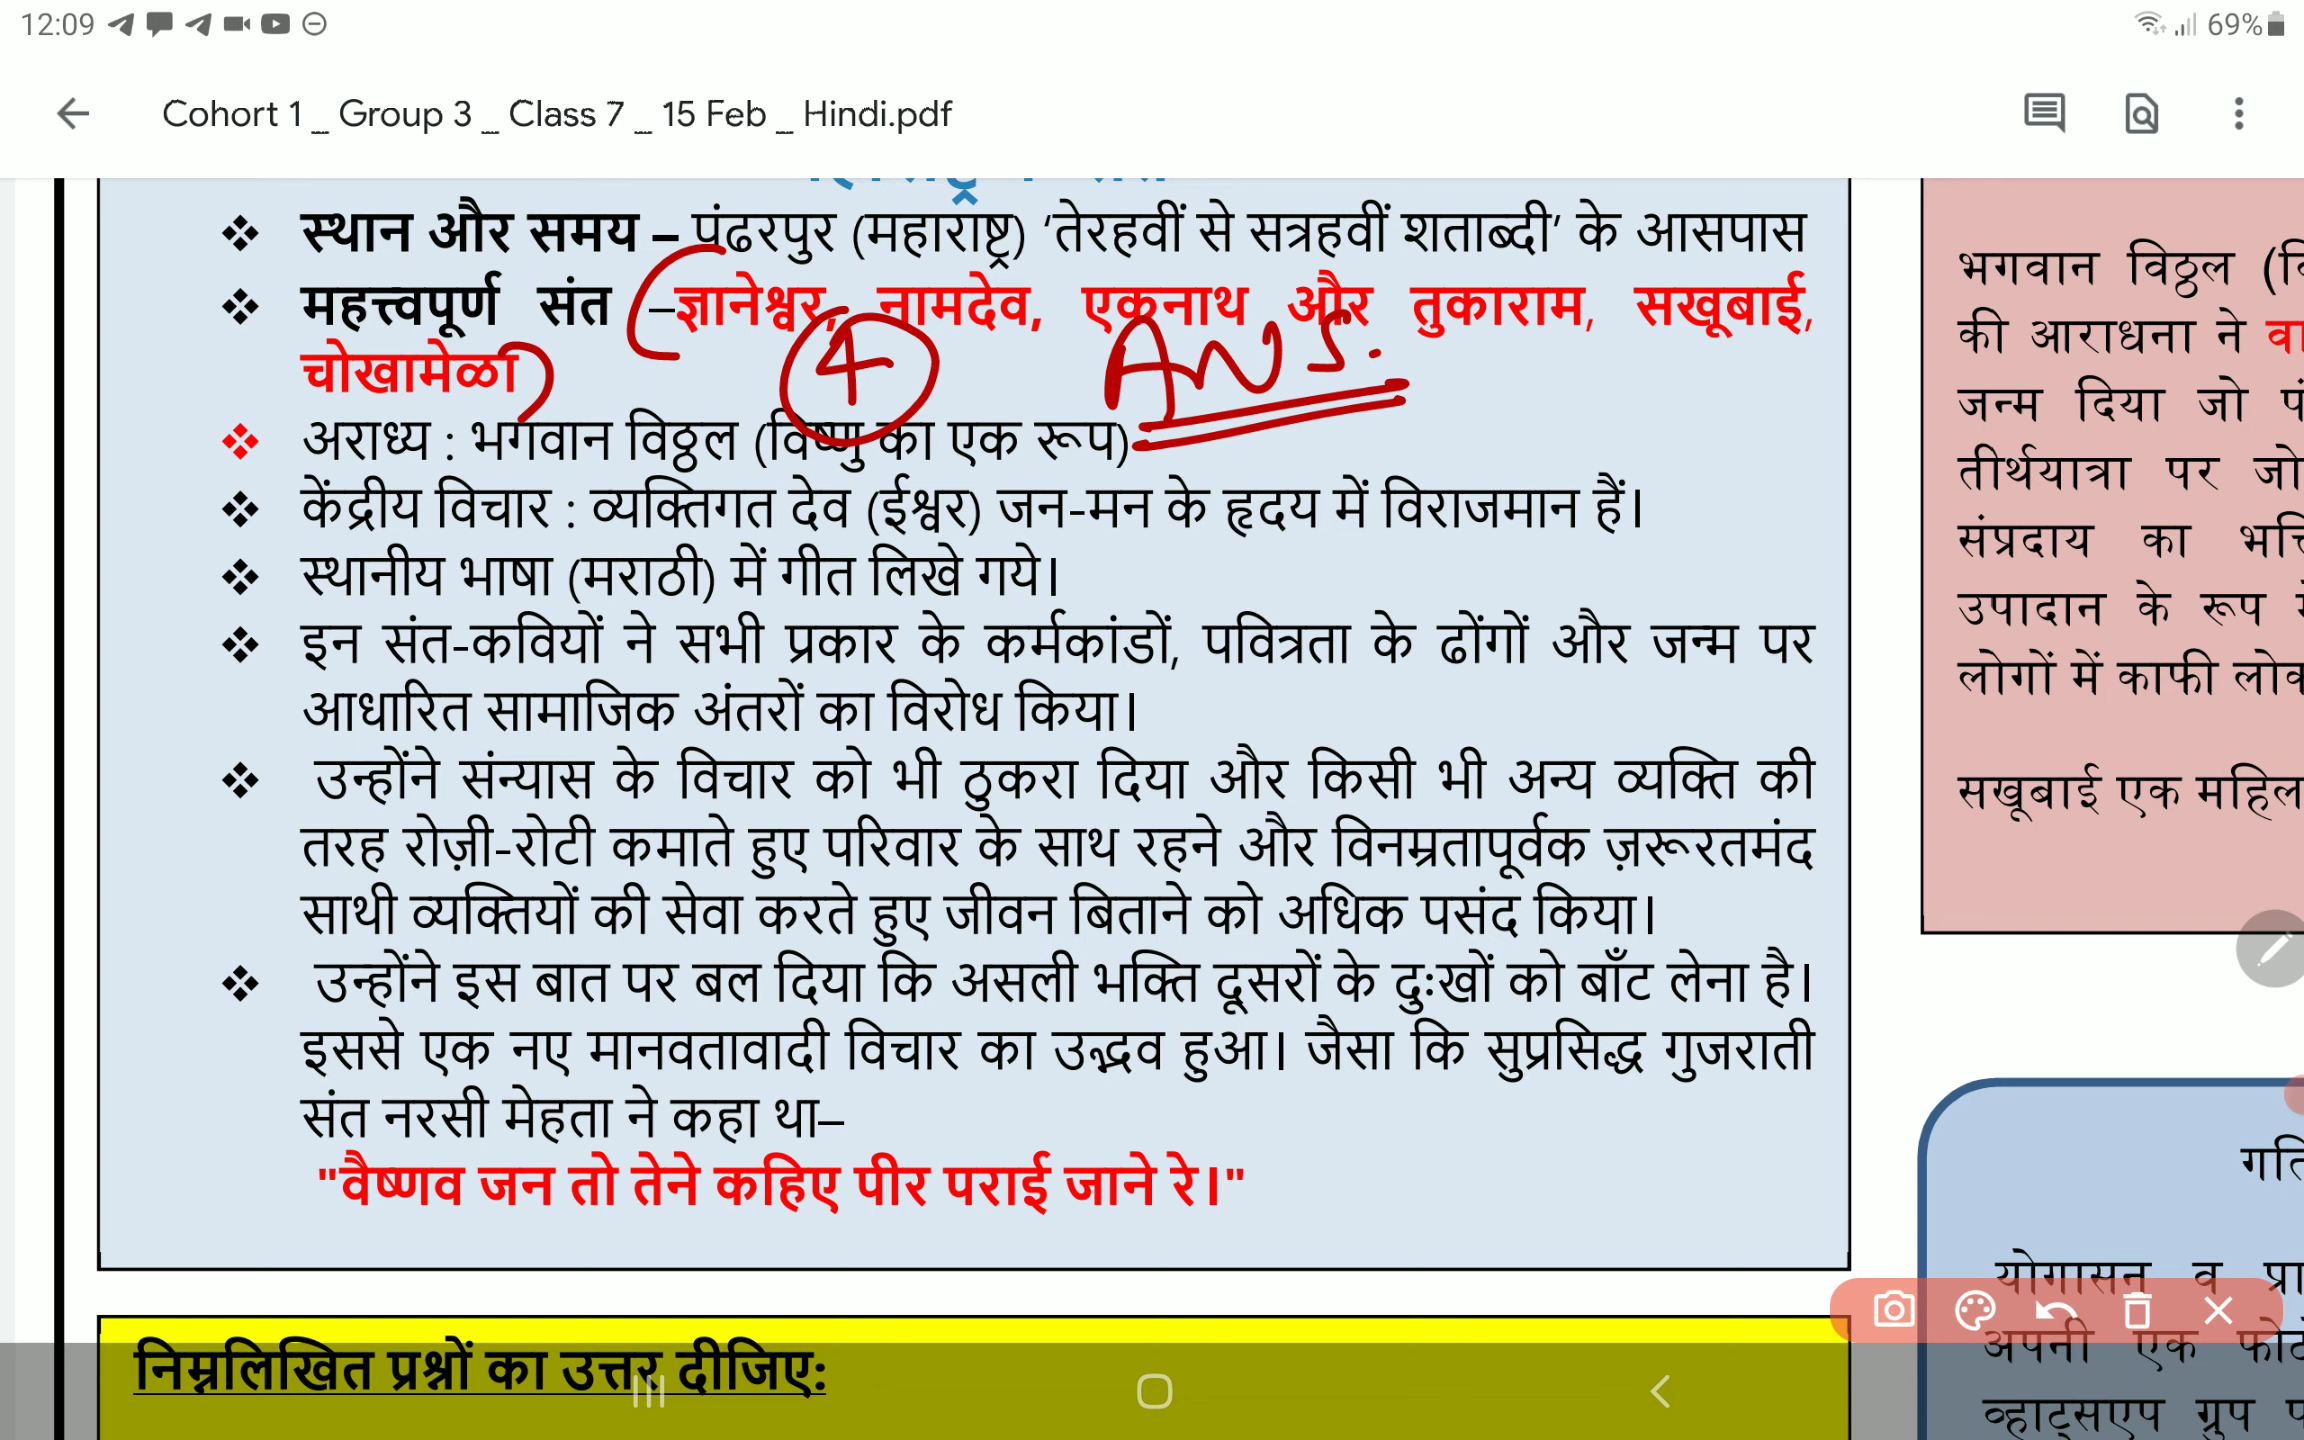 12:09
69%
Cohort 1 _ Group 3 _ Class 7 _ 15 Feb _ Hindi.pdf
❖ स्थान और समय – पंढरपुर (महाराष्ट्र) ‘तेरहवीं से सत्रहवीं शताब्दी’ के आसपास
❖ महत्त्वपूर्ण संत –ज्ञानेश्वर, नामदेव, एकनाथ और तुकाराम, सखूबाई,
चोखामेळा
4 ANS.
❖ अराध्य : भगवान विठ्ठल (विष्णु का एक रूप)
❖ केंद्रीय विचार : व्यक्तिगत देव (ईश्वर) जन-मन के हृदय में विराजमान हैं।
❖ स्थानीय भाषा (मराठी) में गीत लिखे गये।
❖ इन संत-कवियों ने सभी प्रकार के कर्मकांडों, पवित्रता के ढोंगों और जन्म पर
आधारित सामाजिक अंतरों का विरोध किया।
❖ उन्होंने संन्यास के विचार को भी ठुकरा दिया और किसी भी अन्य व्यक्ति की
तरह रोज़ी-रोटी कमाते हुए परिवार के साथ रहने और विनम्रतापूर्वक ज़रूरतमंद
साथी व्यक्तियों की सेवा करते हुए जीवन बिताने को अधिक पसंद किया।
❖ उन्होंने इस बात पर बल दिया कि असली भक्ति दूसरों के दुःखों को बाँट लेना है।
इससे एक नए मानवतावादी विचार का उद्भव हुआ। जैसा कि सुप्रसिद्ध गुजराती
संत नरसी मेहता ने कहा था–
"वैष्णव जन तो तेने कहिए पीर पराई जाने रे।"
निम्नलिखित प्रश्नों का उत्तर दीजिए:
भगवान विठ्ठल
की आराधना ने
जन्म दिया जो
तीर्थयात्रा पर जो
संप्रदाय का
उपादान के रूप
लोगों में काफी
सखूबाई एक
योगासन व
अपनी एक
व्हाट्सएप ग्रुप